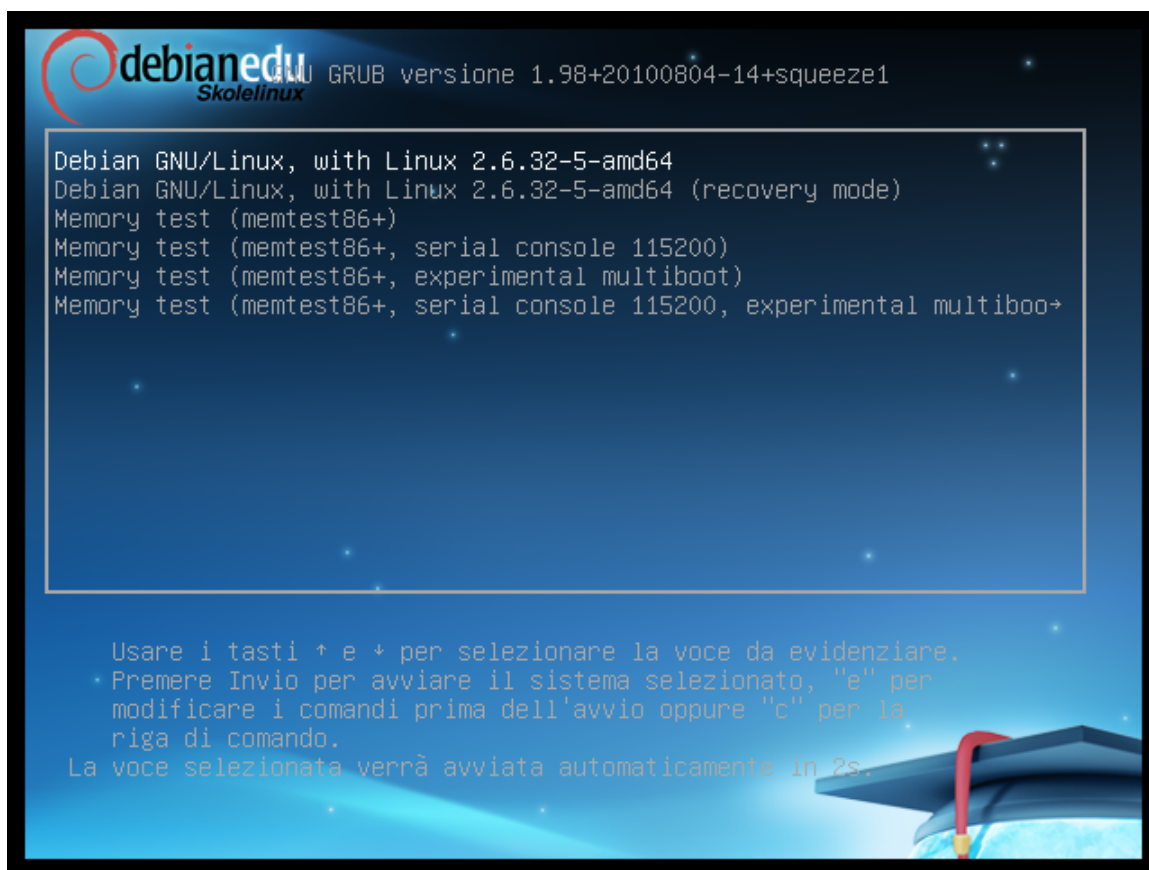 debianedu
Skolelinux
GNU GRUB versione 1.98+20100804-14+squeeze1
Debian GNU/Linux, with Linux 2.6.32-5-amd64
Debian GNU/Linux, with Linux 2.6.32-5-amd64 (recovery mode)
Memory test (memtest86+)
Memory test (memtest86+, serial console 115200)
Memory test (memtest86+, experimental multiboot)
Memory test (memtest86+, serial console 115200, experimental multiboo→
Usare i tasti ↑ e ↓ per selezionare la voce da evidenziare.
Premere Invio per avviare il sistema selezionato, "e" per
modificare i comandi prima dell'avvio oppure "c" per la
riga di comando.
La voce selezionata verrà avviata automaticamente in 2s.